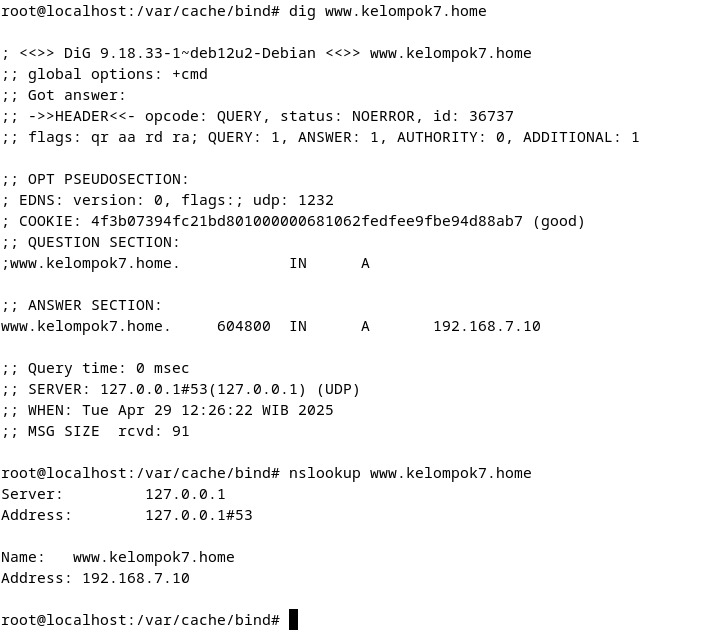 root@localhost:/var/cache/bind# dig www.kelompok7.home
; <<>> DiG 9.18.33-1~deb12u2-Debian <<>> www.kelompok7.home
;; global options: +cmd
;; Got answer:
;; ->>HEADER<<- opcode: QUERY, status: NOERROR, id: 36737
;; flags: qr aa rd ra; QUERY: 1, ANSWER: 1, AUTHORITY: 0, ADDITIONAL: 1
;; OPT PSEUDOSECTION:
; EDNS: version: 0, flags:; udp: 1232
; COOKIE: 4f3b07394fc21bd801000000681062fedfee9fbe94d88ab7 (good)
;; QUESTION SECTION:
;www.kelompok7.home. IN A
;; ANSWER SECTION:
www.kelompok7.home. 604800 IN A 192.168.7.10
;; Query time: 0 msec
;; SERVER: 127.0.0.1#53(127.0.0.1) (UDP)
;; WHEN: Tue Apr 29 12:26:22 WIB 2025
;; MSG SIZE  rcvd: 91
root@localhost:/var/cache/bind# nslookup www.kelompok7.home
Server: 127.0.0.1
Address: 127.0.0.1#53
Name: www.kelompok7.home
Address: 192.168.7.10
root@localhost:/var/cache/bind#